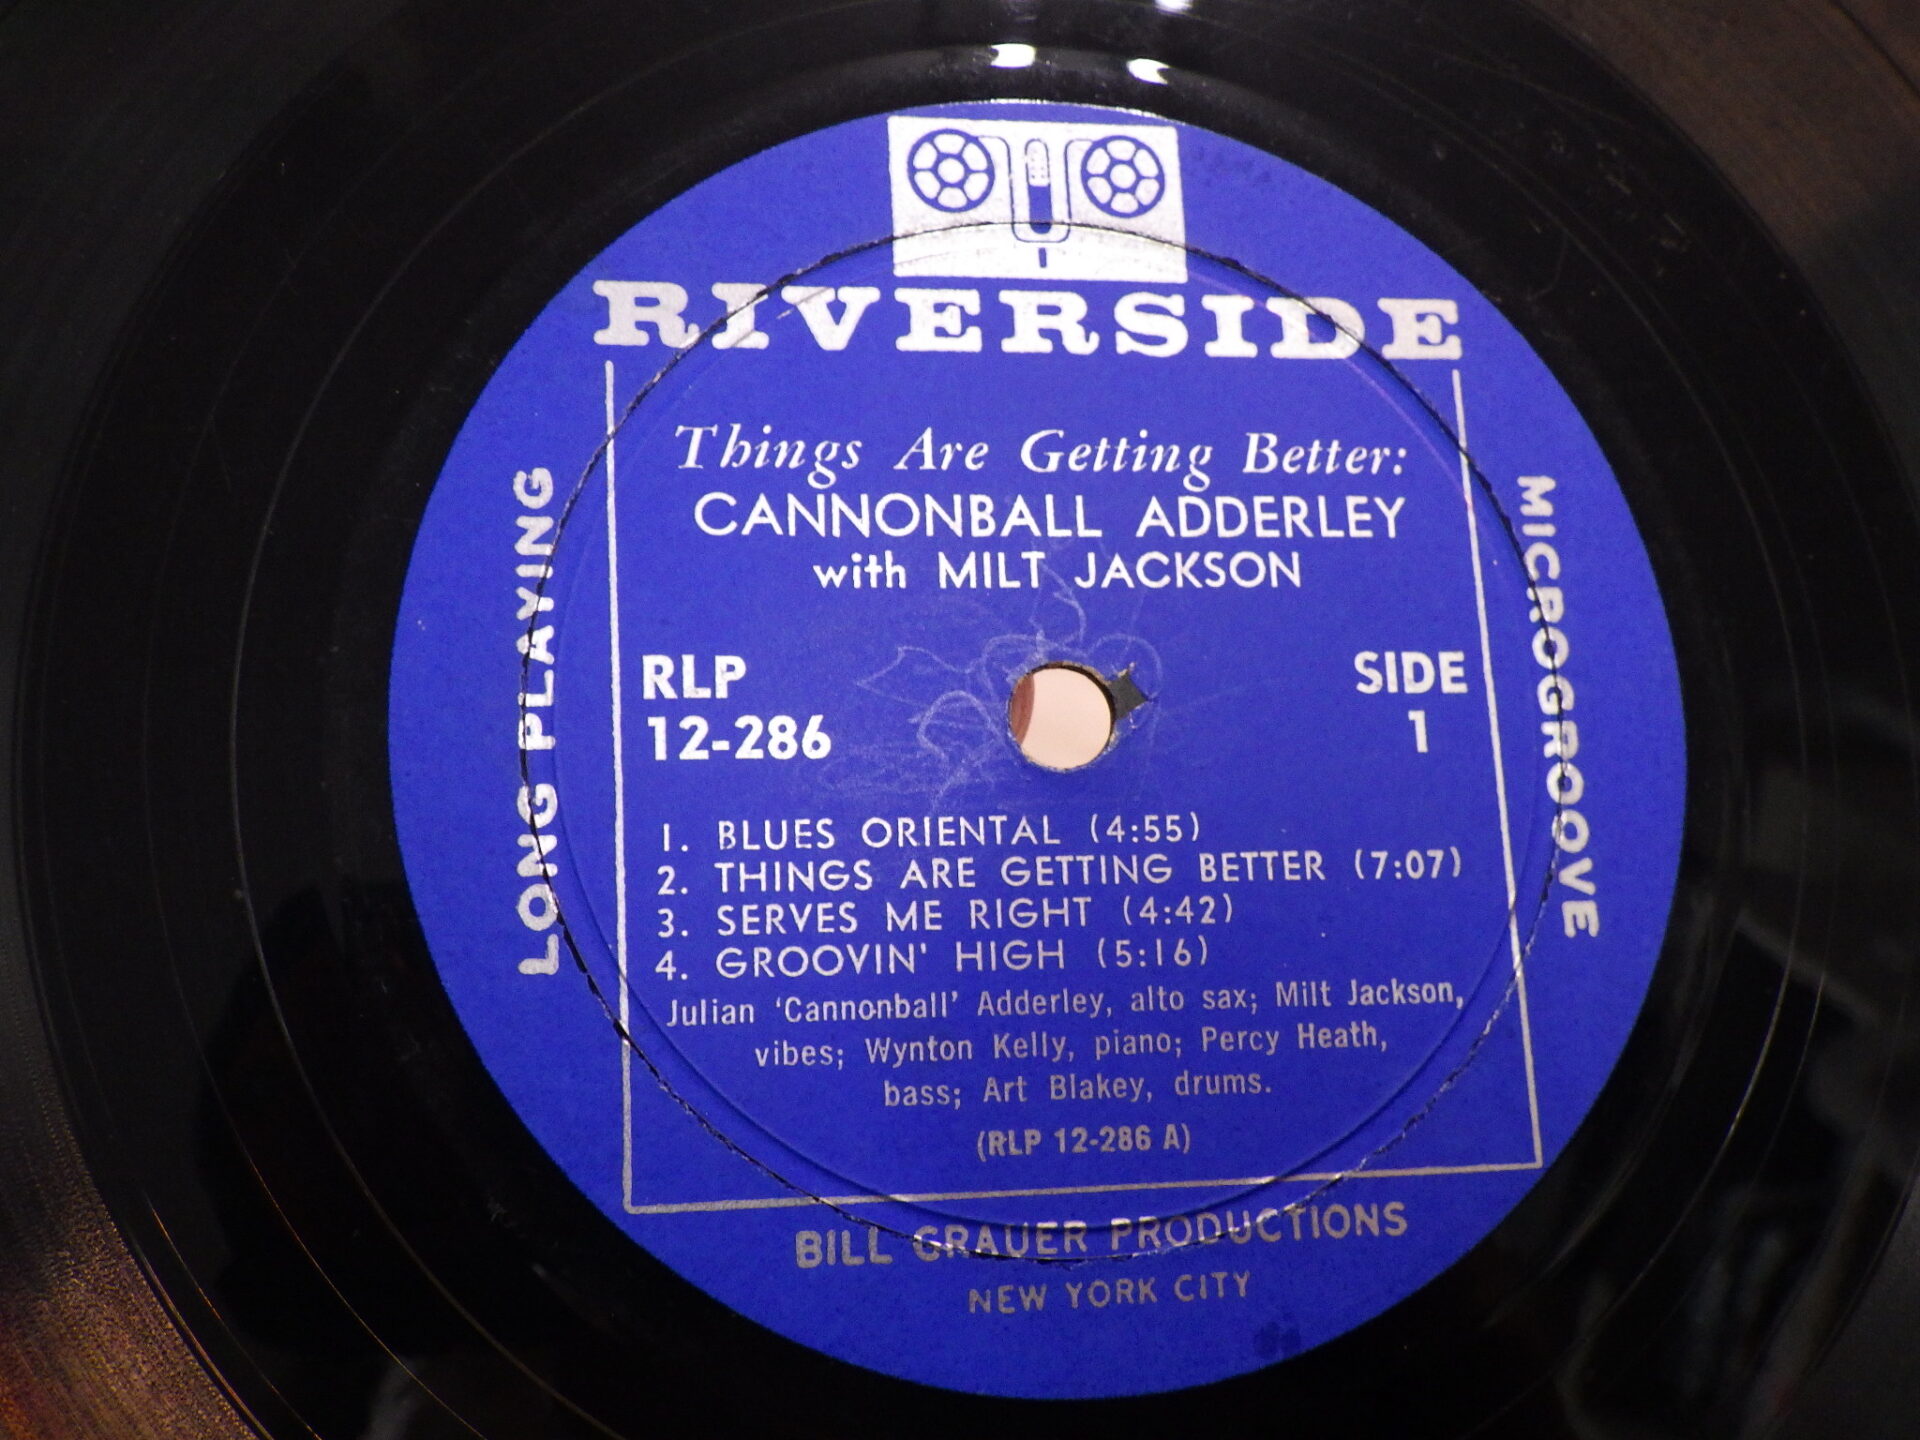 RIVERSIDE
Things Are Getting Better:
CANNONBALL ADDERLEY
with MILT JACKSON
LONG PLAYING
MICROGROOVE
RLP
12-286
SIDE
1
1. BLUES ORIENTAL (4:55)
2. THINGS ARE GETTING BETTER (7:07)
3. SERVES ME RIGHT (4:42)
4. GROOVIN' HIGH (5:16)
Julian 'Cannonball' Adderley, alto sax; Milt Jackson,
vibes; Wynton Kelly, piano; Percy Heath,
bass; Art Blakey, drums.
(RLP 12-286 A)
BILL GRAUER PRODUCTIONS
NEW YORK CITY